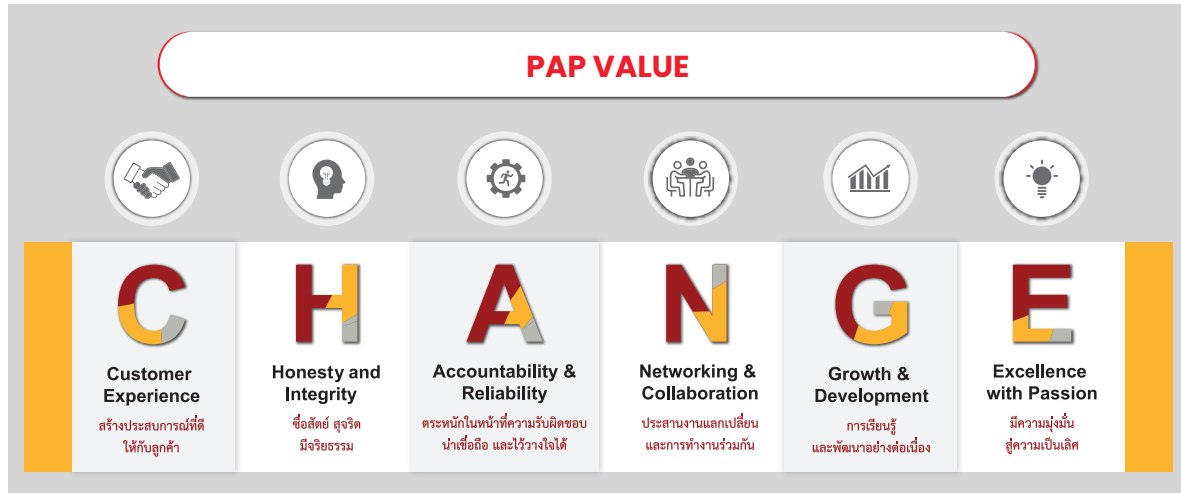 PAP VALUE
C
Customer
Experience
สร้างประสบการณ์ที่ดี
ให้กับลูกค้า
H
Honesty and
Integrity
ซื่อสัตย์ สุจริต
มีจริยธรรม
A
Accountability &
Reliability
ตระหนักในหน้าที่ความรับผิดชอบ
น่าเชื่อถือ และไว้วางใจได้
N
Networking &
Collaboration
ประสานงานแลกเปลี่ยน
และการทำงานร่วมกัน
G
Growth &
Development
การเรียนรู้
และพัฒนาอย่างต่อเนื่อง
E
Excellence
with Passion
มีความมุ่งมั่น
สู่ความเป็นเลิศ